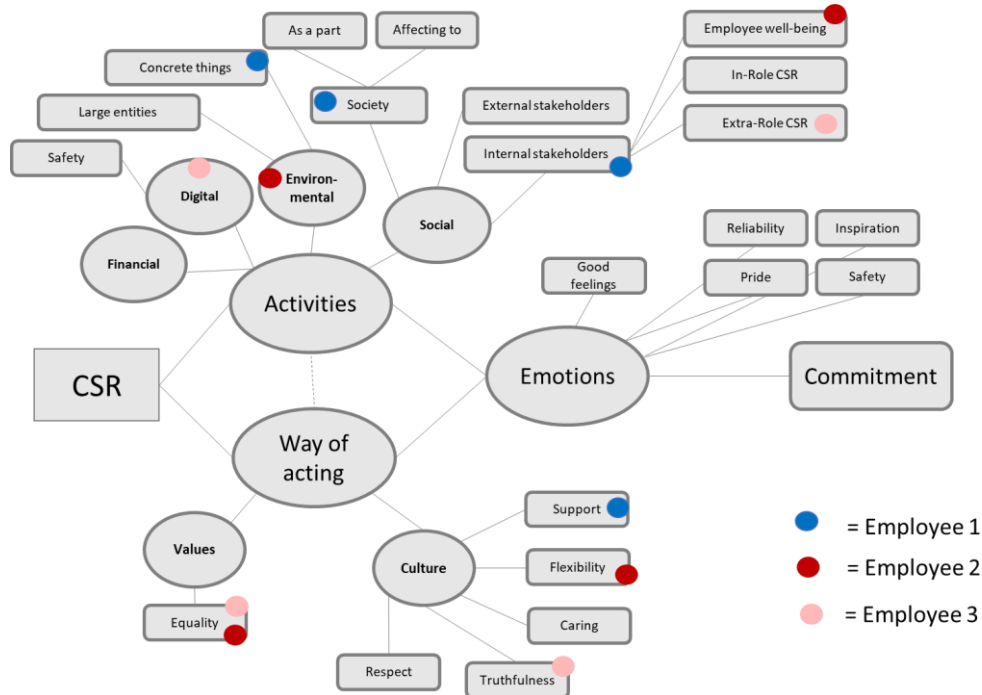 As a part
Affecting to
Employee well-being
Concrete things
In-Role CSR
Large entities
Society
External stakeholders
Extra-Role CSR
Safety
Internal stakeholders
Digital
Environ-
mental
Social
Financial
Reliability
Inspiration
Good
feelings
Pride
Safety
Activities
CSR
Emotions
Commitment
Way of
acting
Support
Values
Culture
Flexibility
Equality
Caring
Respect
Truthfulness
= Employee 1
= Employee 2
= Employee 3